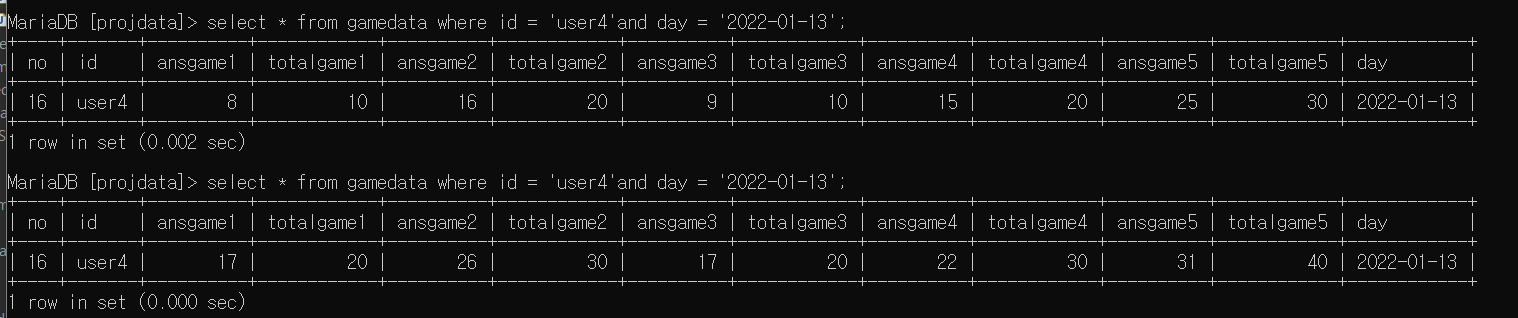 MariaDB [projdata]> select * from gamedata where id = 'user4'and day = '2022-01-13';
+----+-------+----------+------------+----------+------------+----------+------------+----------+------------+----------+------------+------------+
| no | id    | ansgame1 | totalgame1 | ansgame2 | totalgame2 | ansgame3 | totalgame3 | ansgame4 | totalgame4 | ansgame5 | totalgame5 | day        |
+----+-------+----------+------------+----------+------------+----------+------------+----------+------------+----------+------------+------------+
| 16 | user4 |        8 |         10 |       16 |         20 |        9 |         10 |       15 |         20 |       25 |         30 | 2022-01-13 |
+----+-------+----------+------------+----------+------------+----------+------------+----------+------------+----------+------------+------------+
1 row in set (0.002 sec)
MariaDB [projdata]> select * from gamedata where id = 'user4'and day = '2022-01-13';
+----+-------+----------+------------+----------+------------+----------+------------+----------+------------+----------+------------+------------+
| no | id    | ansgame1 | totalgame1 | ansgame2 | totalgame2 | ansgame3 | totalgame3 | ansgame4 | totalgame4 | ansgame5 | totalgame5 | day        |
+----+-------+----------+------------+----------+------------+----------+------------+----------+------------+----------+------------+------------+
| 16 | user4 |       17 |         20 |       26 |         30 |       17 |         20 |       22 |         30 |       31 |         40 | 2022-01-13 |
+----+-------+----------+------------+----------+------------+----------+------------+----------+------------+----------+------------+------------+
1 row in set (0.000 sec)